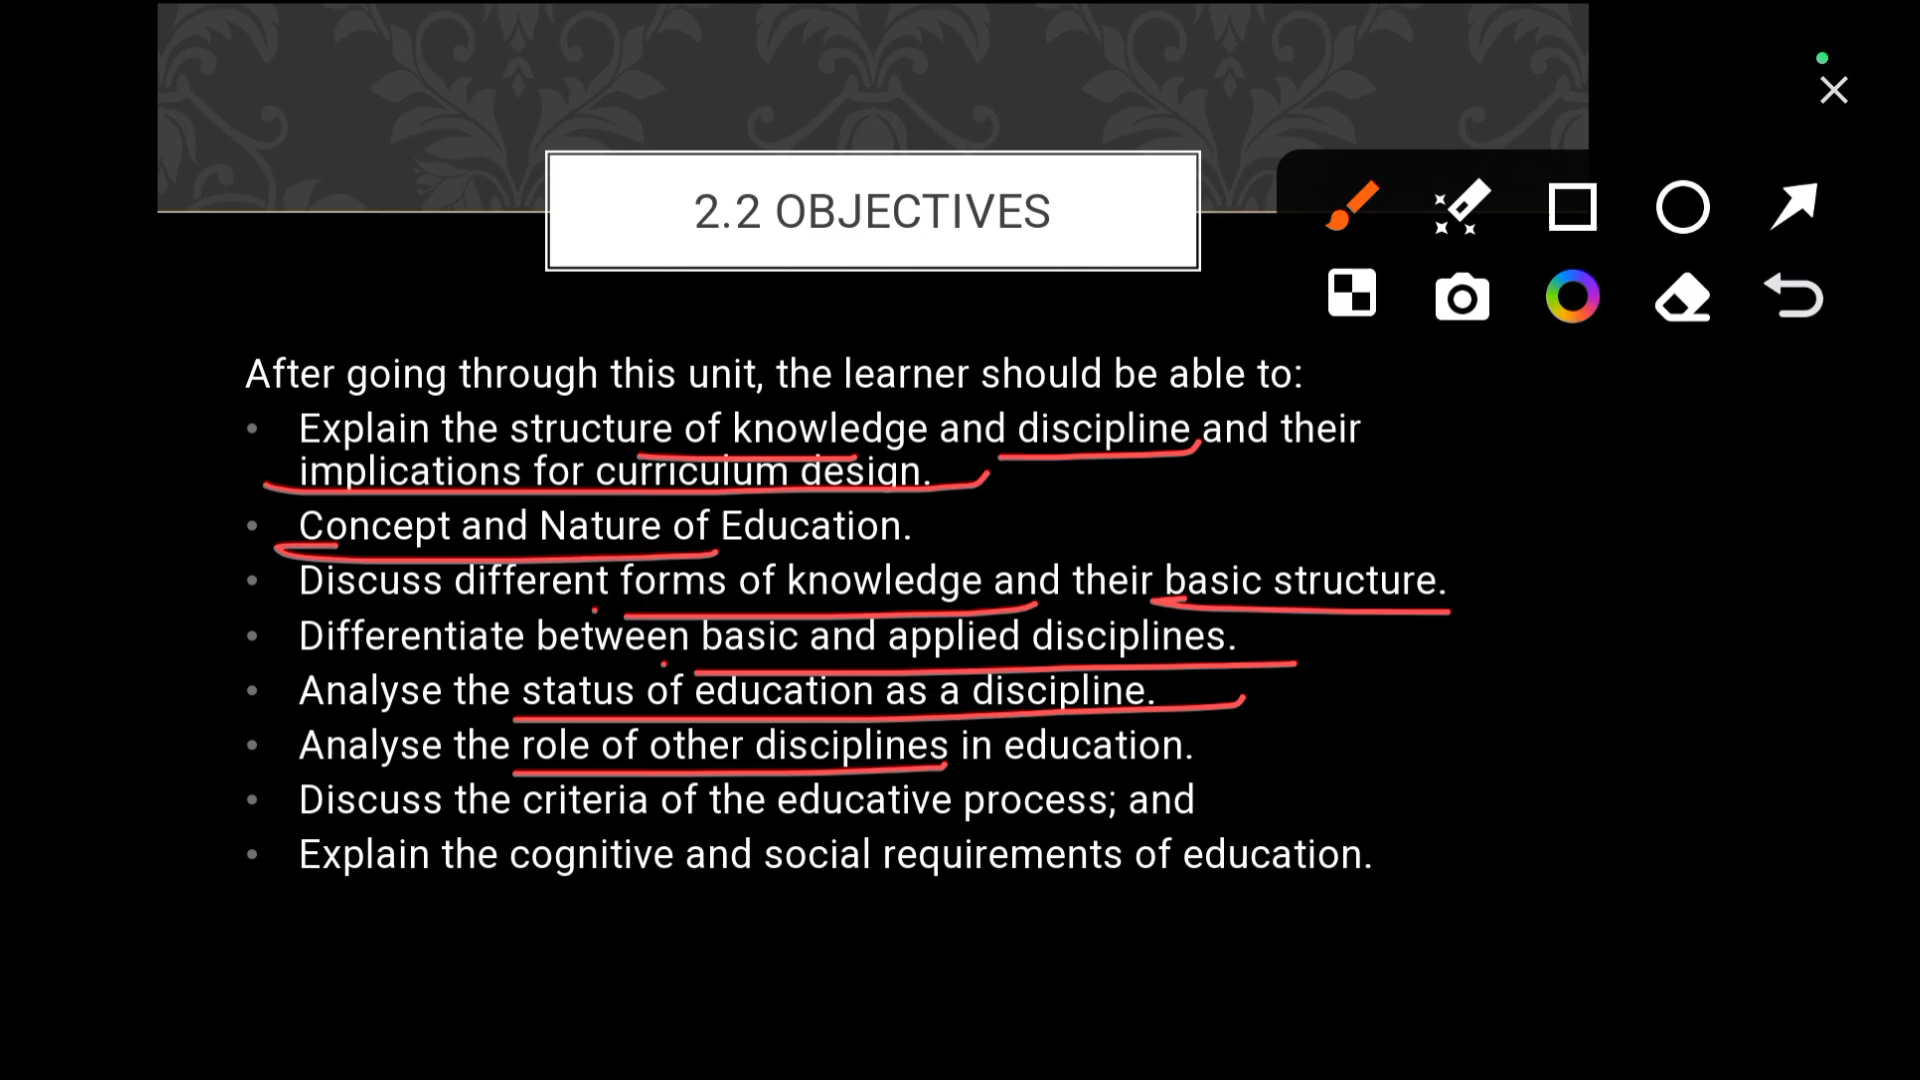 2.2 OBJECTIVES
After going through this unit, the learner should be able to:
• Explain the structure of knowledge and discipline and their
implications for curriculum design.
• Concept and Nature of Education.
• Discuss different forms of knowledge and their basic structure.
• Differentiate between basic and applied disciplines.
• Analyse the status of education as a discipline.
• Analyse the role of other disciplines in education.
• Discuss the criteria of the educative process; and
• Explain the cognitive and social requirements of education.